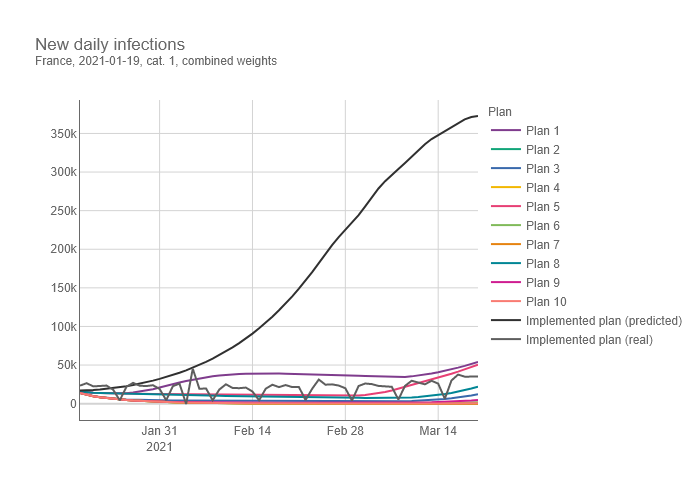 New daily infections
France, 2021-01-19, cat. 1, combined weights
Plan
350k
300k
250k
200k
150k
100k
50k
0
Jan 31
2021
Feb 14
Feb 28
Mar 14
Plan 1
Plan 2
Plan 3
Plan 4
Plan 5
Plan 6
Plan 7
Plan 8
Plan 9
Plan 10
Implemented plan (predicted)
Implemented plan (real)